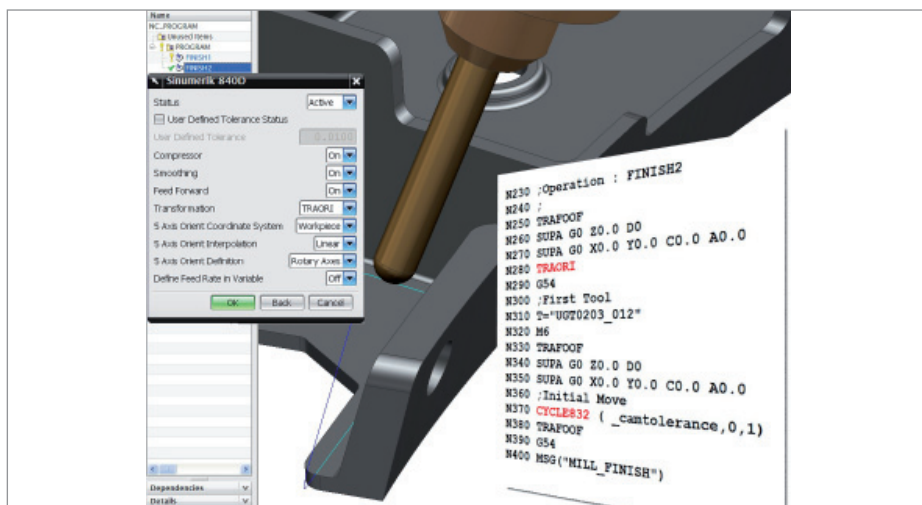 Name
NC_PROGRAM
Unused Items
PROGRAM
FINISH1
FINISH2
Sinumerik 840D
Status Active
User Defined Tolerance Status
User Defined Tolerance 0.0100
Compressor On
Smoothing On
Feed Forward On
Transformation TRAORI
5 Axis Orient Coordinate System Workpiece
5 Axis Orient Interpolation Linear
5 Axis Orient Definition Rotary Axes
Define Feed Rate in Variable Off
OK Back Cancel
Dependencies
Details
N230 ;Operation : FINISH2
N240 ;
N250 TRAFOOF
N260 SUPA G0 Z0.0 D0
N270 SUPA G0 X0.0 Y0.0 C0.0 A0.0
N280 TRAORI
N290 G54
N300 ;First Tool
N310 T="UGT0203_012"
N320 M6
N330 TRAFOOF
N340 SUPA G0 Z0.0 D0
N350 SUPA G0 X0.0 Y0.0 C0.0 A0.0
N360 ;Initial Move
N370 CYCLE832 ( _camtolerance,0,1)
N380 TRAFOOF
N390 G54
N400 MSG("MILL_FINISH")